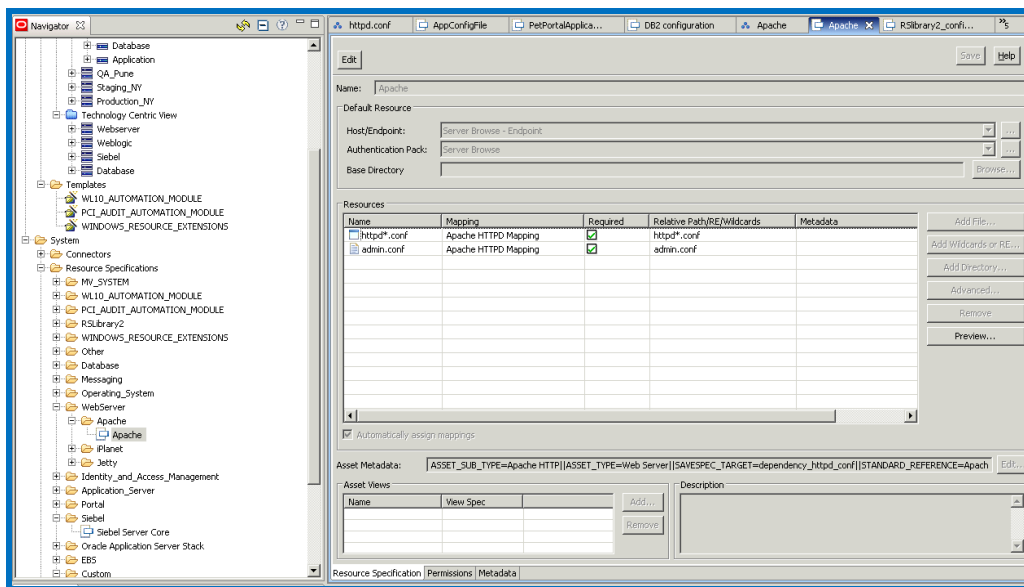 Navigator
Database
Application
QA_Pune
Staging_NY
Production_NY
Technology Centric View
Webserver
Weblogic
Siebel
Database
Templates
WL10_AUTOMATION_MODULE
PCI_AUDIT_AUTOMATION_MODULE
WINDOWS_RESOURCE_EXTENSIONS
System
Connectors
Resource Specifications
MV_SYSTEM
WL10_AUTOMATION_MODULE
PCI_AUDIT_AUTOMATION_MODULE
RSLibrary2
WINDOWS_RESOURCE_EXTENSIONS
Other
Database
Messaging
Operating_System
WebServer
Apache
Apache
iPlanet
Jetty
Identity_and_Access_Management
Application_Server
Portal
Siebel
Siebel Server Core
Oracle Application Server Stack
EBS
Custom
httpd.conf AppConfigFile PetPortalApplica... DB2 configuration Apache Apache RSlibrary2_confi... »5
Edit Save Help
Name: Apache
Default Resource
Host/Endpoint: Server Browse - Endpoint ...
Authentication Pack: Server Browse ...
Base Directory Browse...
Resources
Name Mapping Required Relative Path/RE/Wildcards Metadata
httpd*.conf Apache HTTPD Mapping httpd*.conf
admin.conf Apache HTTPD Mapping admin.conf
Add File...
Add Wildcards or RE...
Add Directory...
Advanced...
Remove
Preview...
Automatically assign mappings
Asset Metadata: ASSET_SUB_TYPE=Apache HTTP||ASSET_TYPE=Web Server||SAVESPEC_TARGET=dependency_httpd_conf||STANDARD_REFERENCE=Apach Edit...
Asset Views
Name View Spec
Add...
Remove
Description
Resource Specification Permissions Metadata